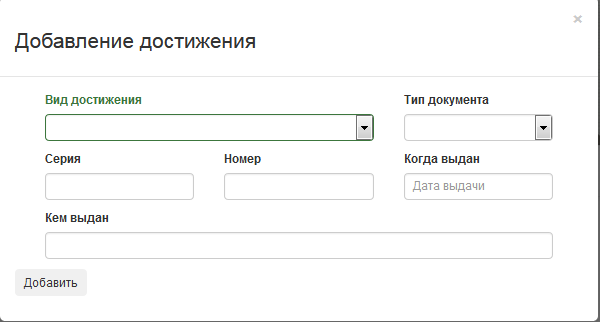 ×
Добавление достижения
Вид достижения Тип документа
Серия Номер Когда выдан
Дата выдачи
Кем выдан
Добавить